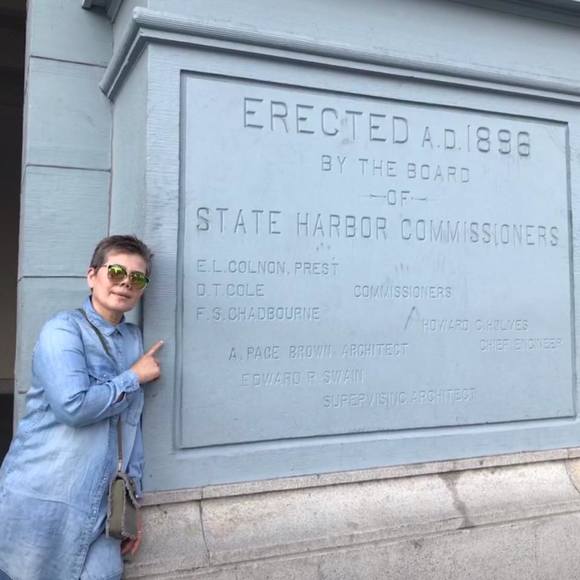 ERECTED A.D. 1896
BY THE BOARD
OF
STATE HARBOR COMMISSIONERS
E.L. COLNON, PREST
D.T. COLE COMMISSIONERS
F.S. CHADBOURNE
HOWARD C. HOLMES
CHIEF ENGINEER
A. PAGE BROWN, ARCHITECT
EDWARD R. SWAIN
SUPERVISING ARCHITECT